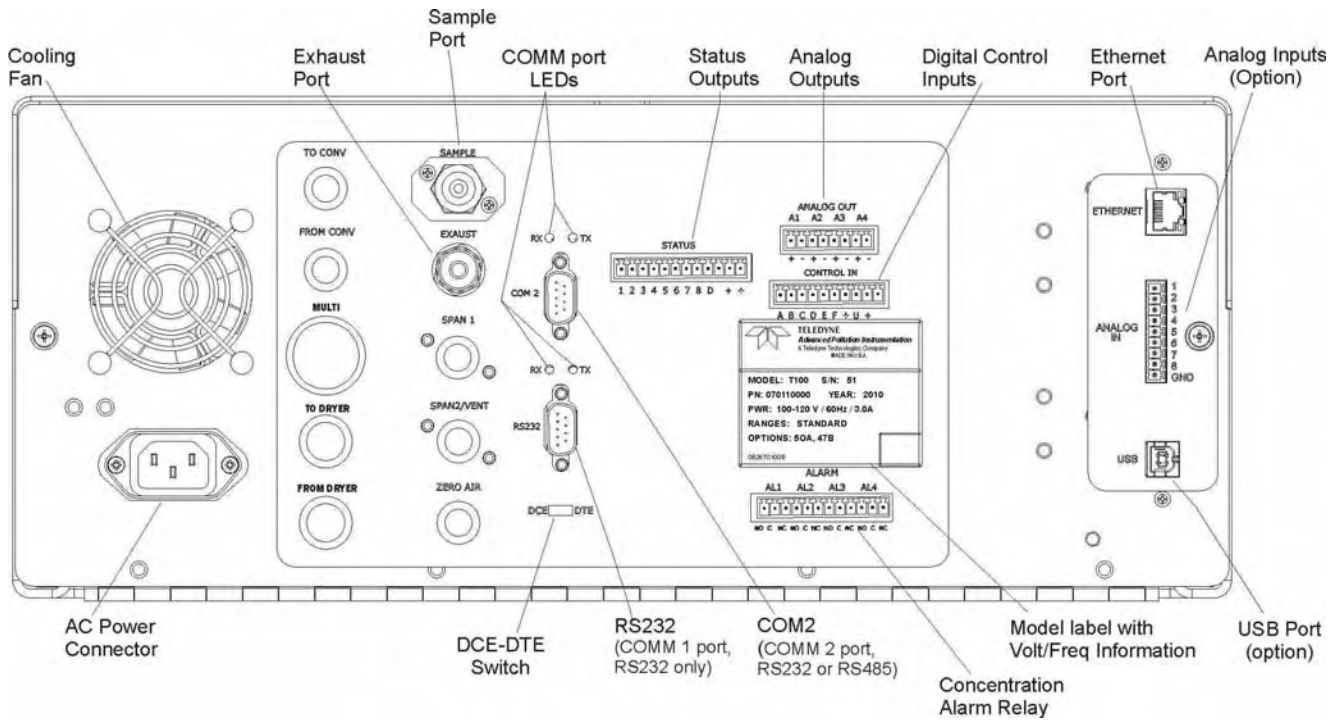 Sample
Port
Cooling
Fan
Exhaust
Port
COMM port
LEDs
Status
Outputs
Analog
Outputs
Digital Control
Inputs
Ethernet
Port
Analog Inputs
(Option)
TO CONV
SAMPLE
ANALOG OUT
A1 A2 A3 A4
+ - + - + - + -
ETHERNET
FROM CONV
EXAUST
RX TX
STATUS
1 2 3 4 5 6 7 8 D + ÷
CONTROL IN
A B C D E F ÷ U +
COM 2
MULTI
SPAN 1
TELEDYNE
Advanced Pollution Instrumentation
A Teledyne Technologies Company
MADE IN U.S.A.
MODEL: T100 S/N: 51
PN: 070110000 YEAR: 2010
PWR: 100-120 V / 60Hz / 3.0A
RANGES: STANDARD
OPTIONS: 50A, 47B
ANALOG
IN
1
2
3
4
5
6
7
8
GND
RX TX
TO DRYER
SPAN2/VENT
RS232
USB
FROM DRYER
ZERO AIR
DCE DTE
ALARM
AL1 AL2 AL3 AL4
NO C NC NO C NC NO C NC NO C NC
AC Power
Connector
DCE-DTE
Switch
RS232
(COMM 1 port,
RS232 only)
COM2
(COMM 2 port,
RS232 or RS485)
Model label with
Volt/Freq Information
USB Port
(option)
Concentration
Alarm Relay